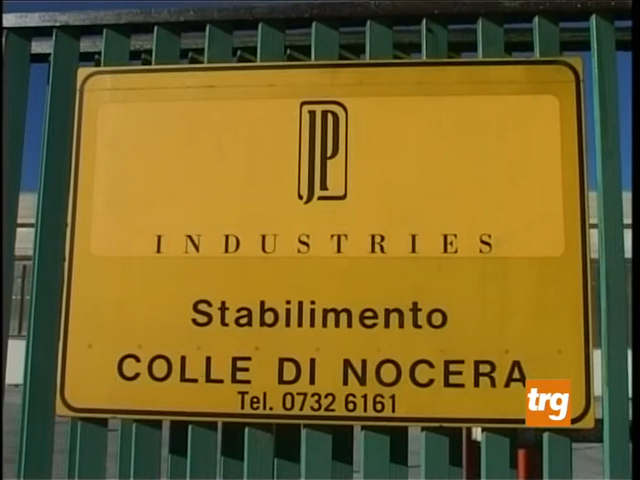 JP
INDUSTRIES
Stabilimento
COLLE DI NOCERA
Tel. 0732 6161
trg